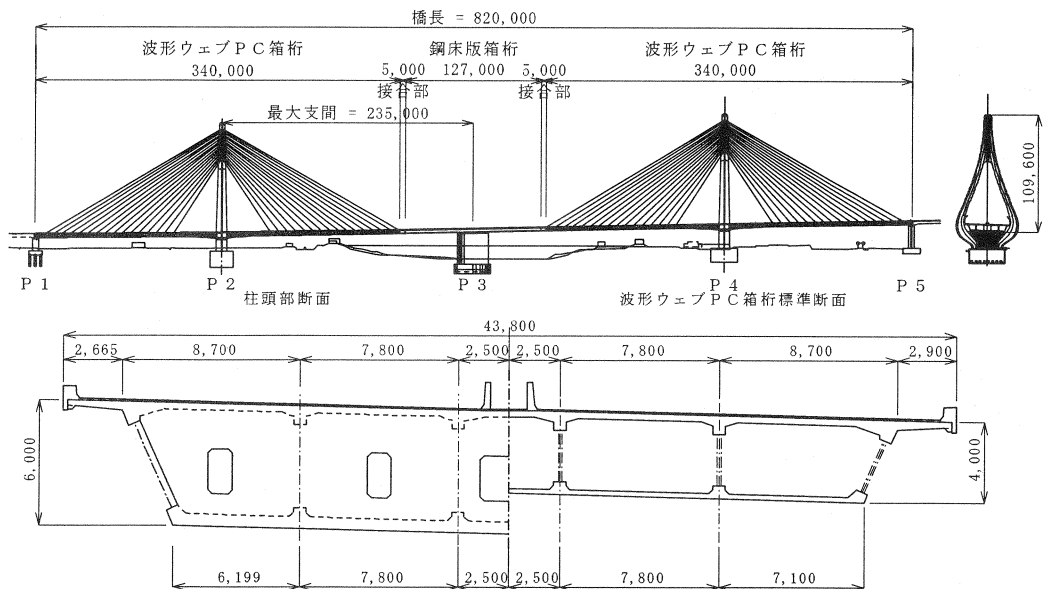 橋長 = 820,000
波形ウェブPC箱桁 鋼床版箱桁 波形ウェブPC箱桁
340,000 5,000 127,000 5,000 340,000
接合部 接合部
最大支間 = 235,000
109,600
P1 P2 P3 P4 P5
柱頭部断面 波形ウェブPC箱桁標準断面
43,800
2,665 8,700 7,800 2,500 2,500 7,800 8,700 2,900
6,000
4,000
6,199 7,800 2,500 2,500 7,800 7,100